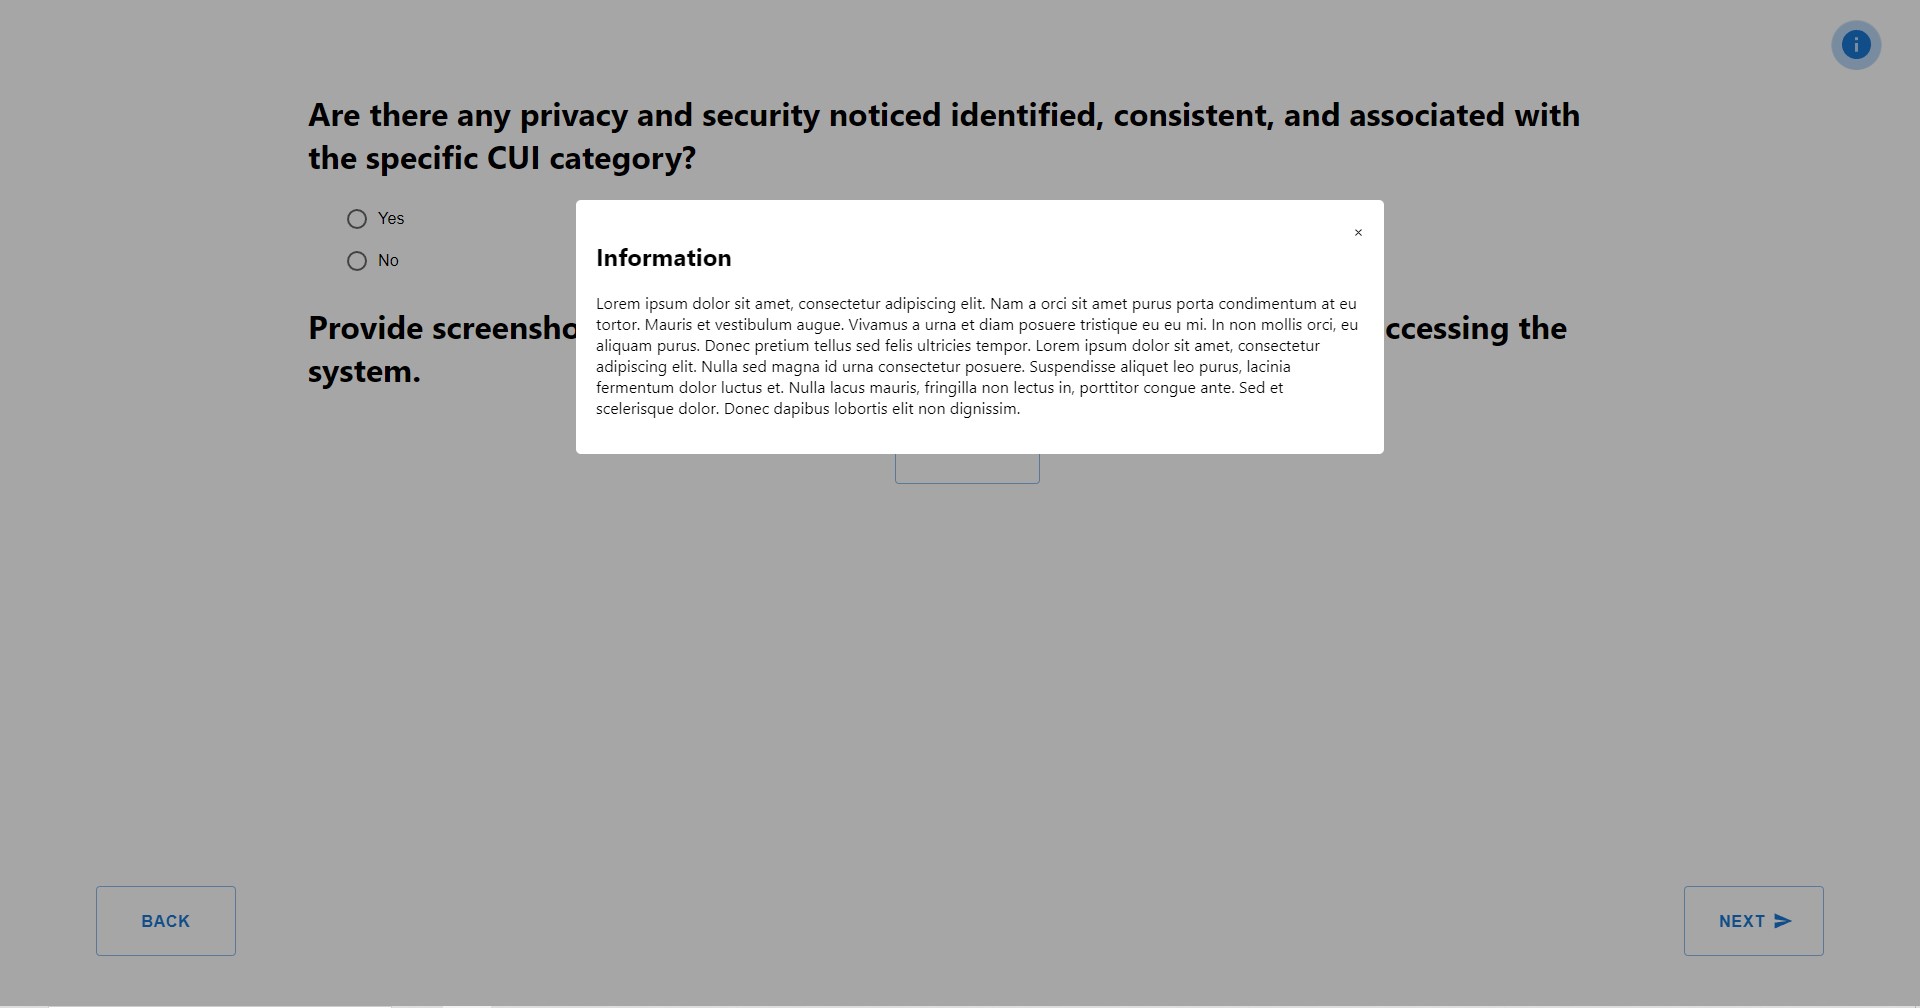 Are there any privacy and security noticed identified, consistent, and associated with
the specific CUI category?
Yes
No
Provide ccessing the
system.
×
Information
Lorem ipsum dolor sit amet, consectetur adipiscing elit. Nam a orci sit amet purus porta condimentum at eu
tortor. Mauris et vestibulum augue. Vivamus a urna et diam posuere tristique eu eu mi. In non mollis orci, eu
aliquam purus. Donec pretium tellus sed felis ultricies tempor. Lorem ipsum dolor sit amet, consectetur
adipiscing elit. Nulla sed magna id urna consectetur posuere. Suspendisse aliquet leo purus, lacinia
fermentum dolor luctus et. Nulla lacus mauris, fringilla non lectus in, porttitor congue ante. Sed et
scelerisque dolor. Donec dapibus lobortis elit non dignissim.
BACK
NEXT